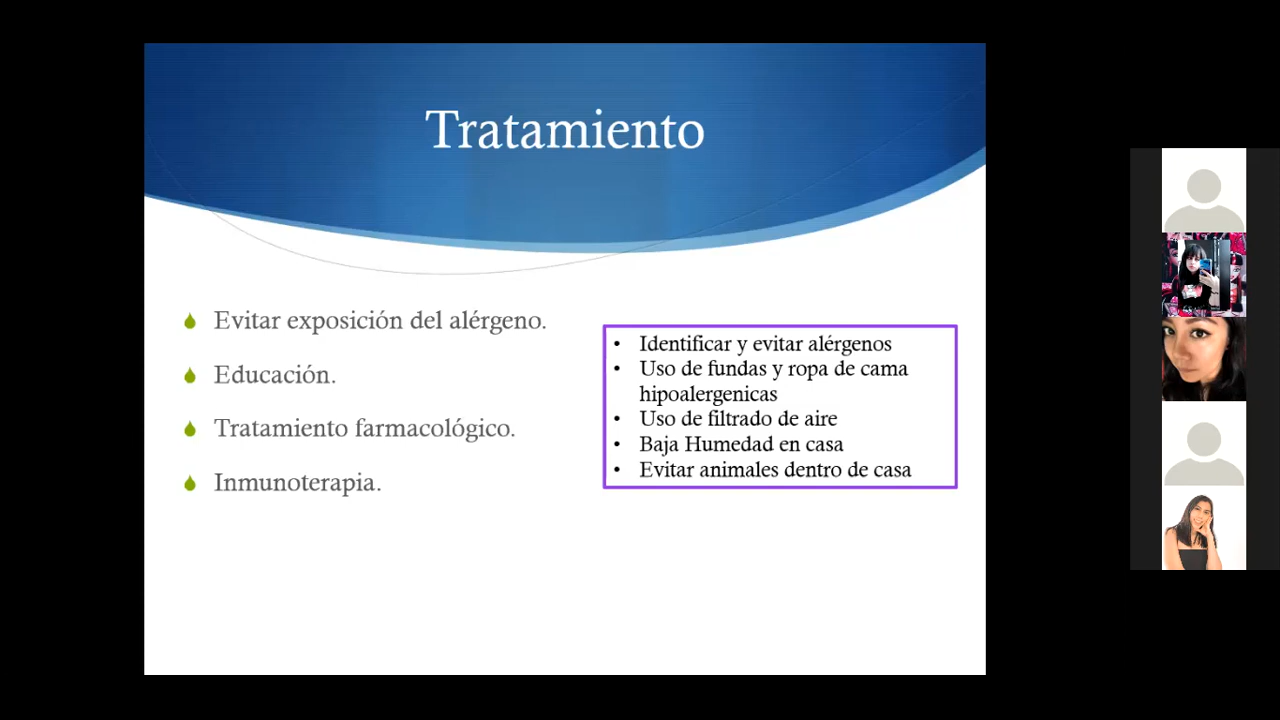 Tratamiento
Evitar exposición del alérgeno.
Educación.
Tratamiento farmacológico.
Inmunoterapia.
• Identificar y evitar alérgenos
• Uso de fundas y ropa de cama
hipoalergenicas
• Uso de filtrado de aire
• Baja Humedad en casa
• Evitar animales dentro de casa